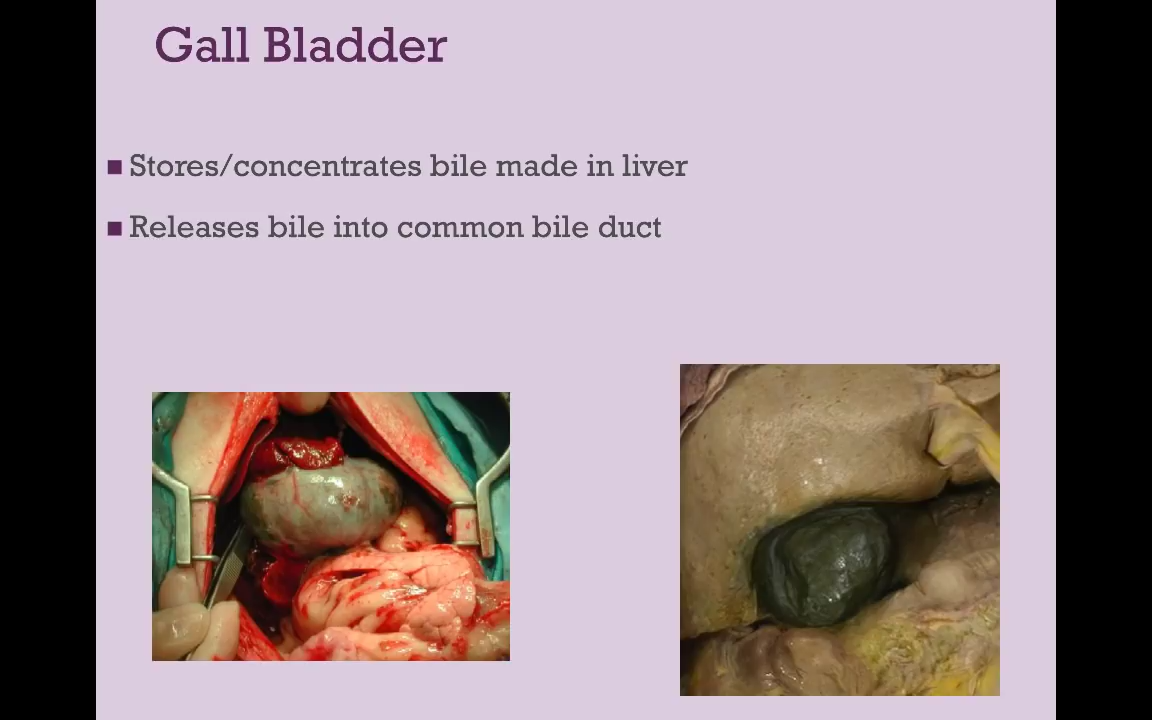 Gall Bladder
Stores/concentrates bile made in liver
Releases bile into common bile duct